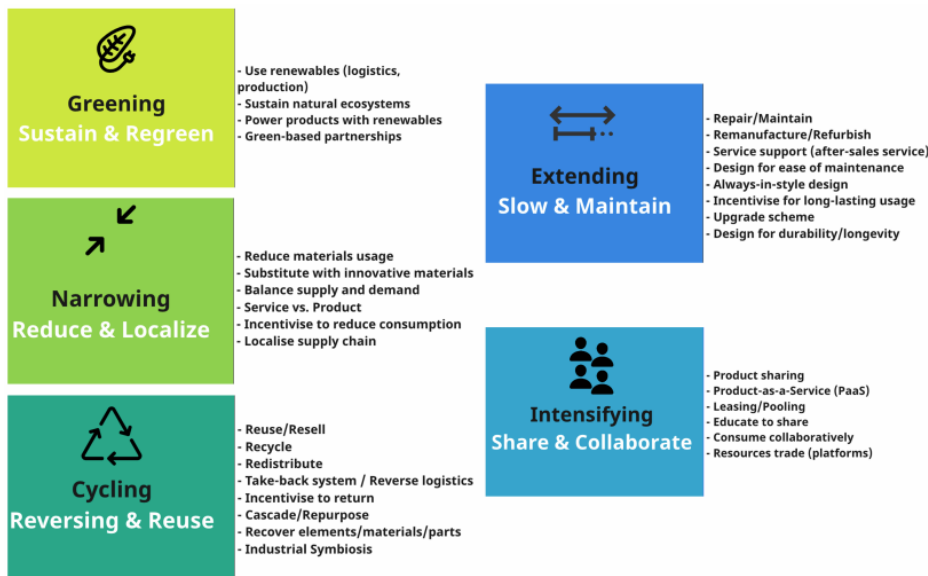 Greening
Sustain & Regreen
- Use renewables (logistics,
production)
- Sustain natural ecosystems
- Power products with renewables
- Green-based partnerships
Narrowing
Reduce & Localize
- Reduce materials usage
- Substitute with innovative materials
- Balance supply and demand
- Service vs. Product
- Incentivise to reduce consumption
- Localise supply chain
Cycling
Reversing & Reuse
- Reuse/Resell
- Recycle
- Redistribute
- Take-back system / Reverse logistics
- Incentivise to return
- Cascade/Repurpose
- Recover elements/materials/parts
- Industrial Symbiosis
Extending
Slow & Maintain
- Repair/Maintain
- Remanufacture/Refurbish
- Service support (after-sales service)
- Design for ease of maintenance
- Always-in-style design
- Incentivise for long-lasting usage
- Upgrade scheme
- Design for durability/longevity
Intensifying
Share & Collaborate
- Product sharing
- Product-as-a-Service (PaaS)
- Leasing/Pooling
- Educate to share
- Consume collaboratively
- Resources trade (platforms)